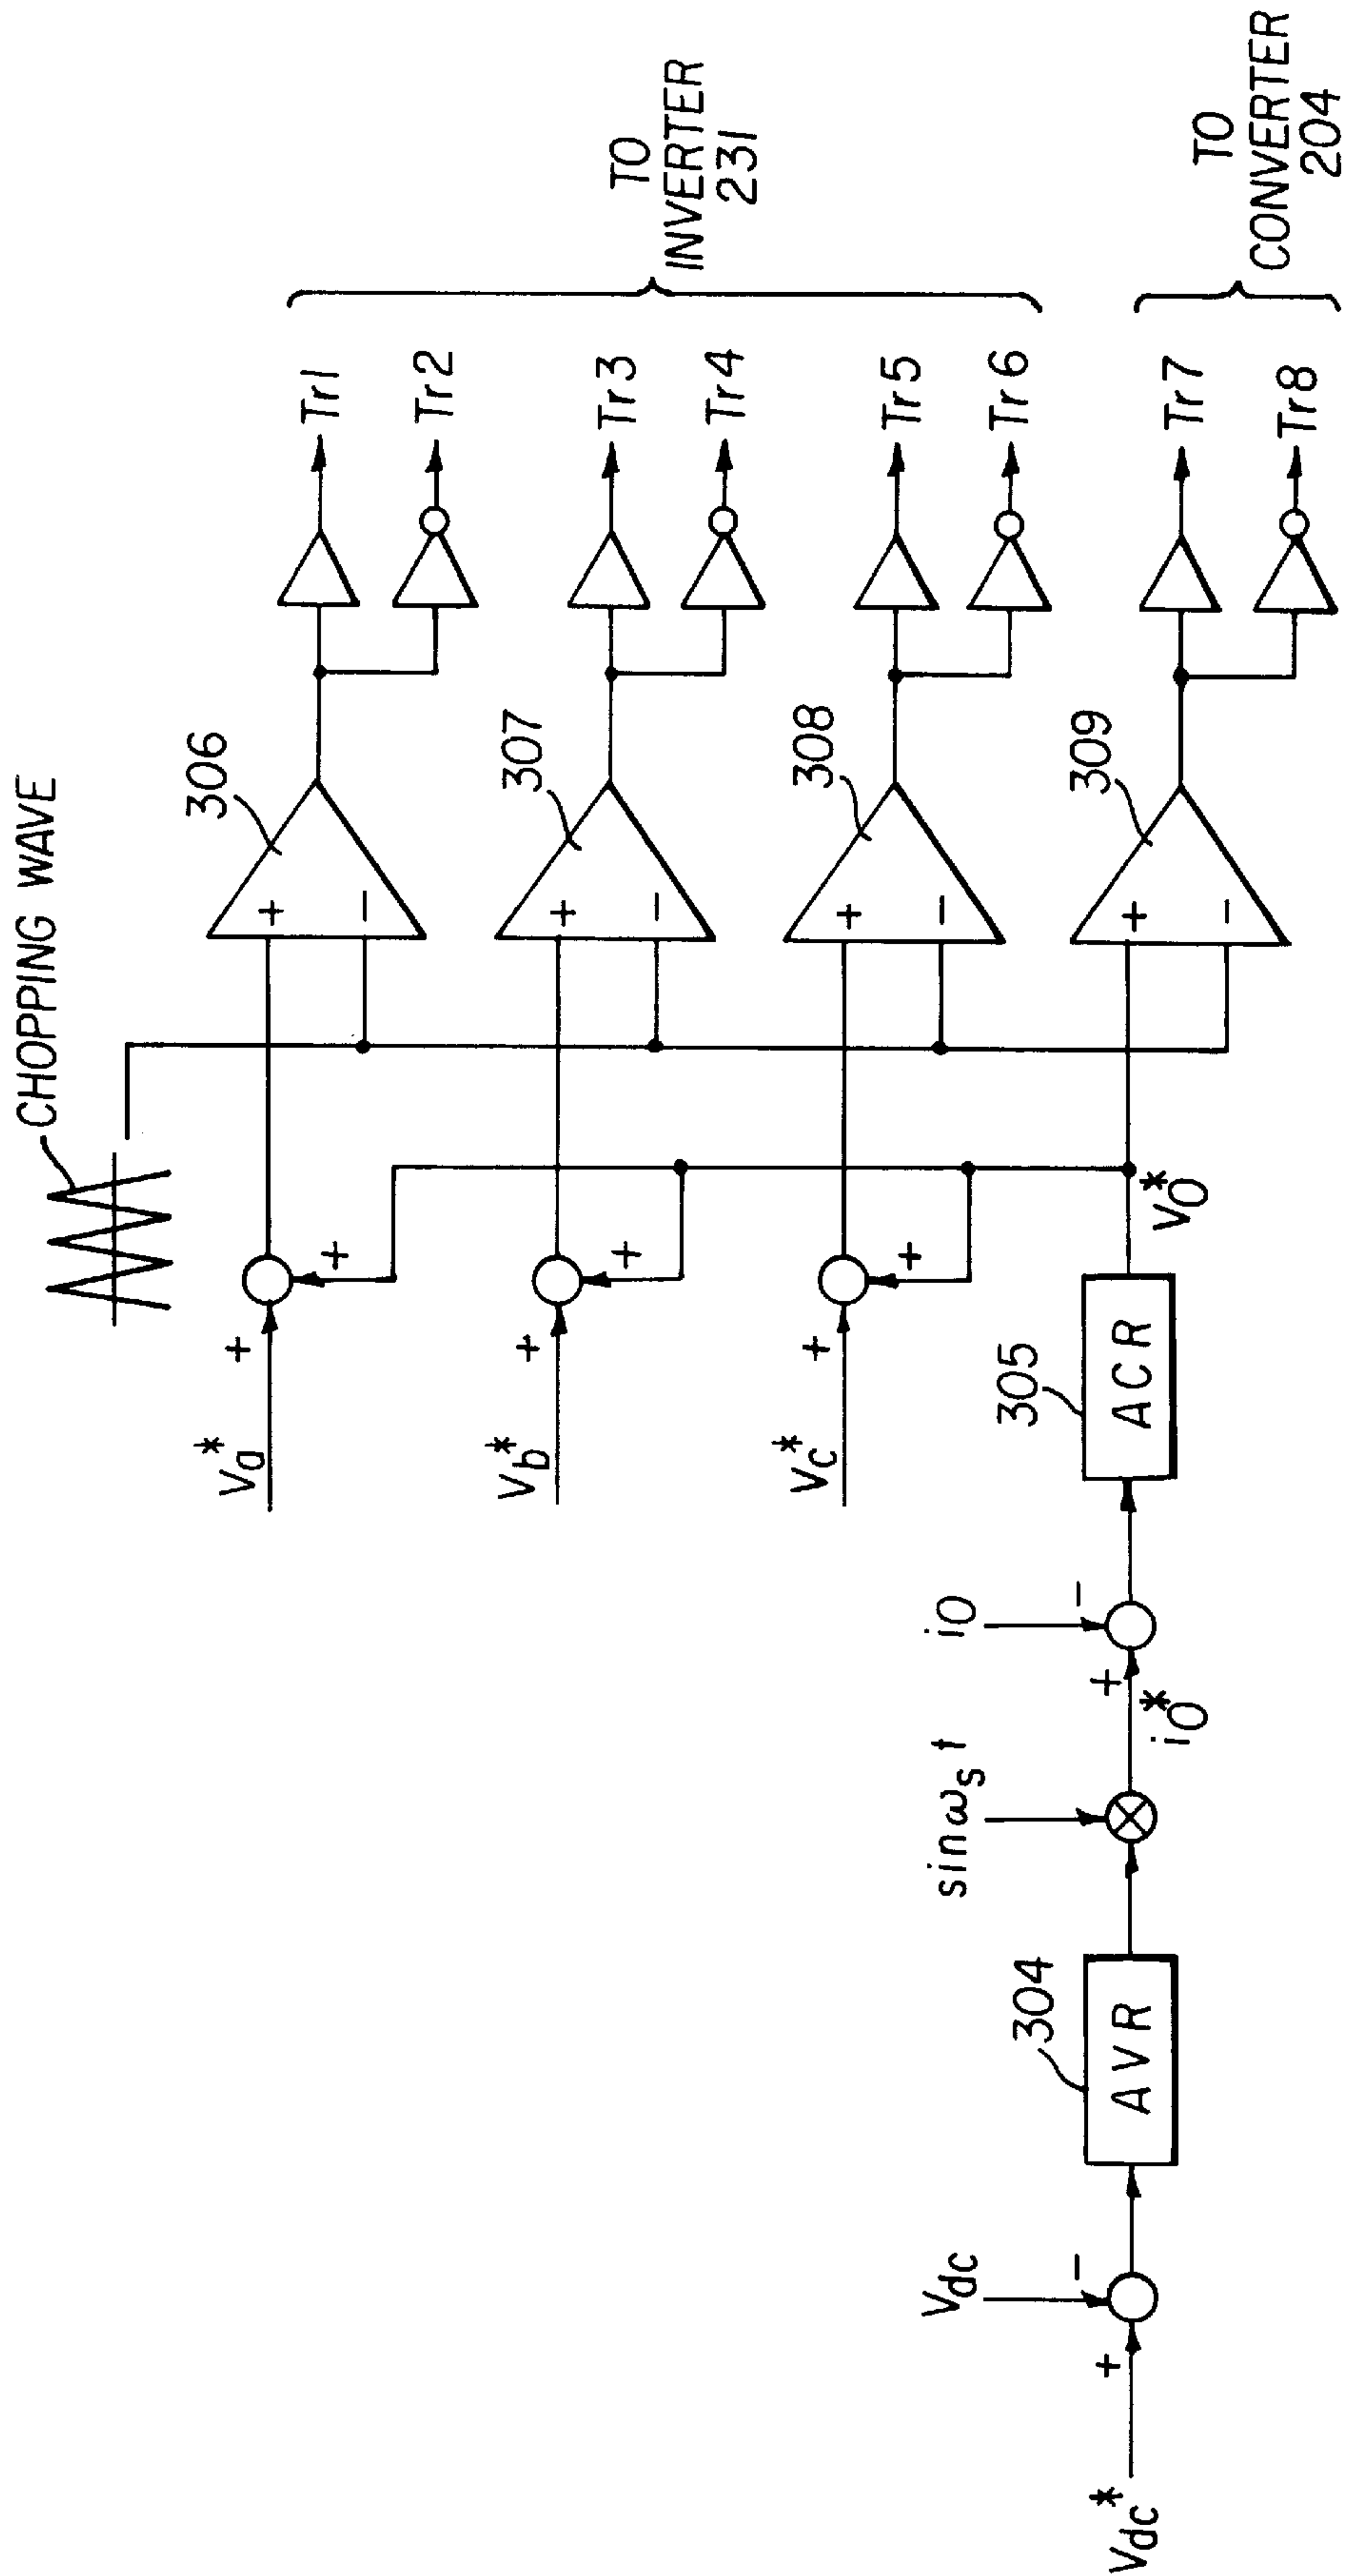 CHOPPING WAVE
306
Va*
+
+
+
−
Tr1
Tr2
307
Vb*
+
+
+
−
Tr3
Tr4
TO
INVERTER
231
308
Vc*
+
+
+
−
Tr5
Tr6
Vdc*
+
Vdc
−
304
AVR
sinωst
i0*
+
i0
−
305
ACR
v0*
309
+
−
Tr7
Tr8
TO
CONVERTER
204